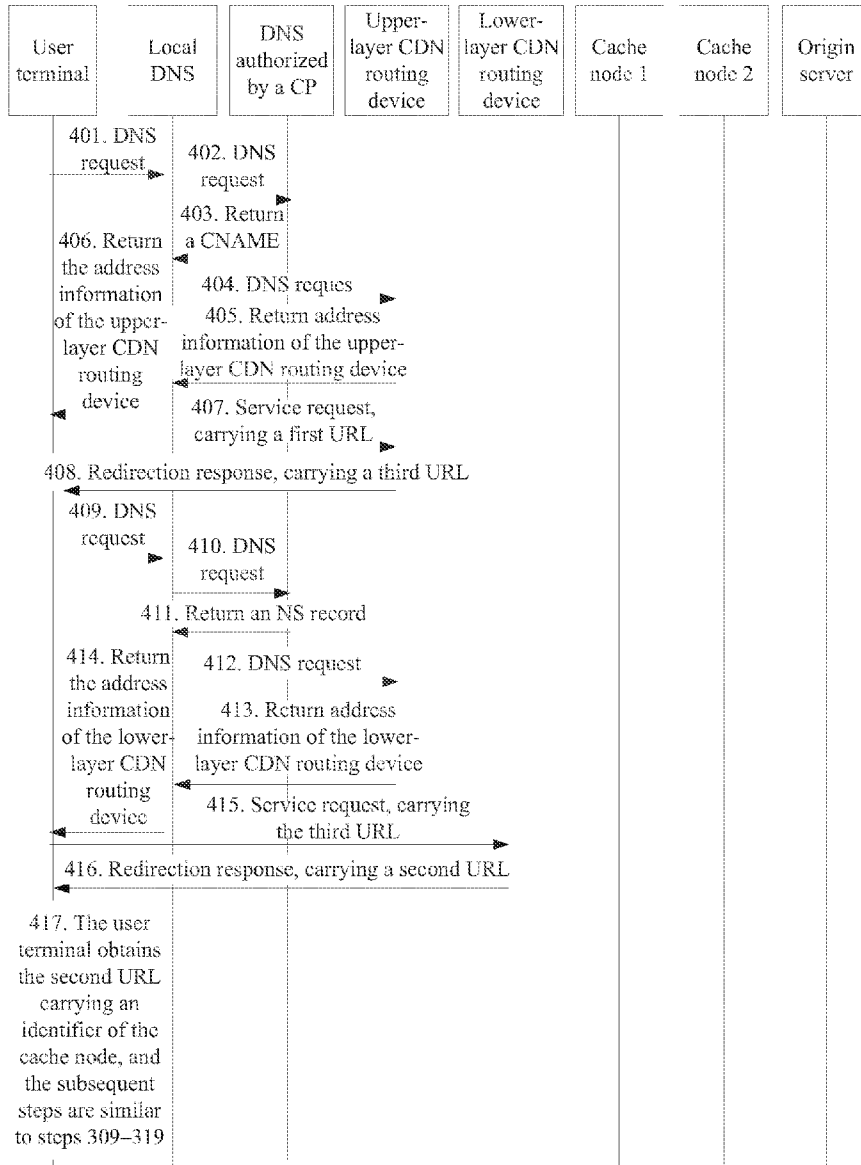 User
terminal
Local
DNS
DNS
authorized
by a CP
Upper-
layer CDN
routing
device
Lower-
layer CDN
routing
device
Cache
node 1
Cache
node 2
Origin
server
401. DNS
request
402. DNS
request
403. Return
a CNAME
406. Return
the address
information
of the upper-
layer CDN
routing
device
404. DNS reques
405. Return address
information of the upper-
layer CDN routing device
407. Service request,
carrying a first URL
408. Redirection response, carrying a third URL
409. DNS
request
410. DNS
request
411. Return an NS record
414. Return
the address
information
of the lower-
layer CDN
routing
device
412. DNS request
413. Return address
information of the lower-
layer CDN routing device
415. Service request, carrying
the third URL
416. Redirection response, carrying a second URL
417. The user
terminal obtains
the second URL
carrying an
identifier of the
cache node, and
the subsequent
steps are similar
to steps 309–319